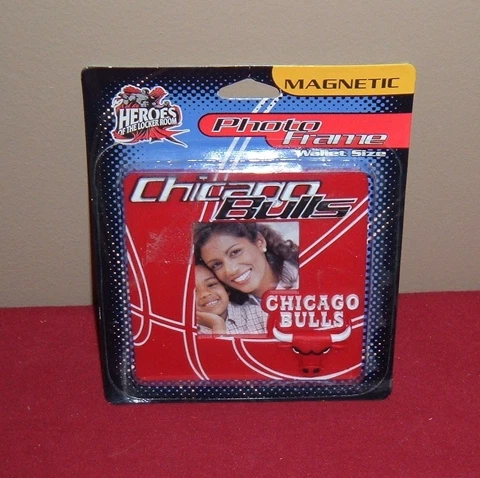 MAGNETIC
HEROES
OF THE LOCKER ROOM
Photo
Frame
Wallet Size
Chicago
Bulls
CHICAGO
BULLS